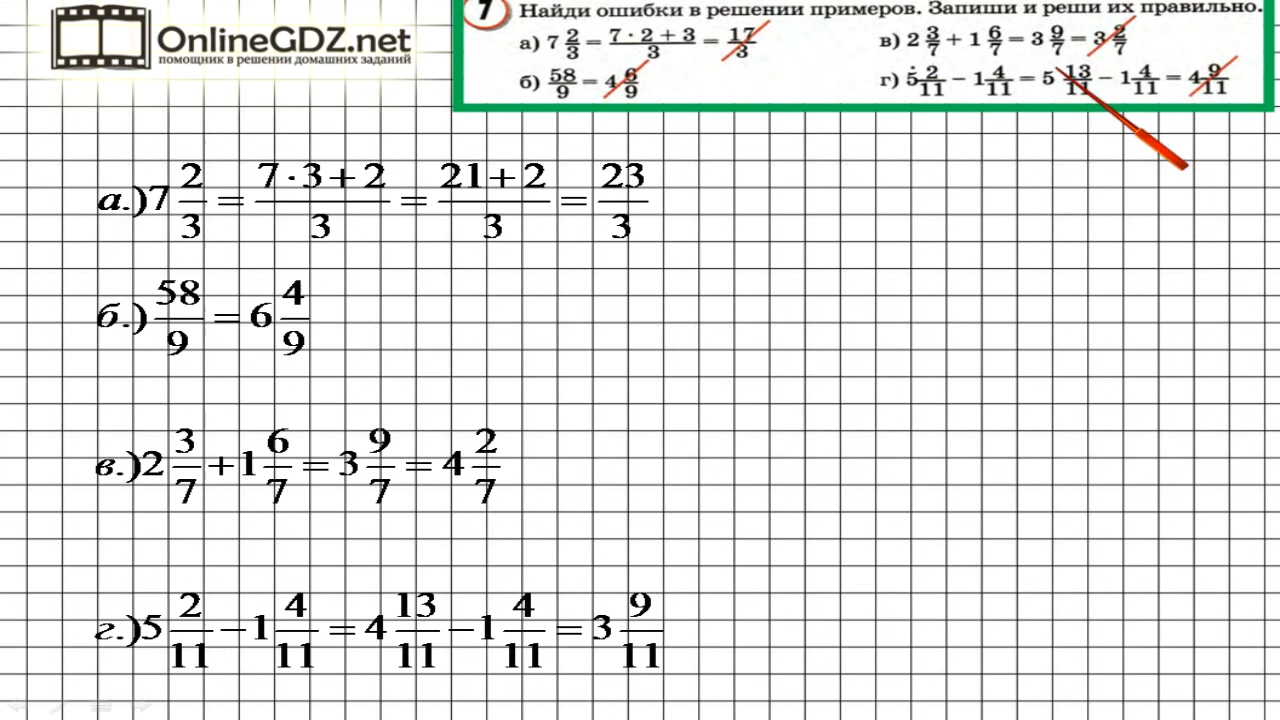 OnlineGDZ.net
помощник в решении домашних заданий
7 Найди ошибки в решении примеров. Запиши и реши их правильно.
а) 7 2/3 = (7 · 2 + 3)/3 = 17/3
в) 2 3/7 + 1 6/7 = 3 9/7 = 3 2/7
б) 58/9 = 4 6/9
г) 5 2/11 − 1 4/11 = 5 13/11 − 1 4/11 = 4 9/11
а.) 7 2/3 = (7 · 3 + 2)/3 = (21 + 2)/3 = 23/3
б.) 58/9 = 6 4/9
в.) 2 3/7 + 1 6/7 = 3 9/7 = 4 2/7
г.) 5 2/11 − 1 4/11 = 4 13/11 − 1 4/11 = 3 9/11